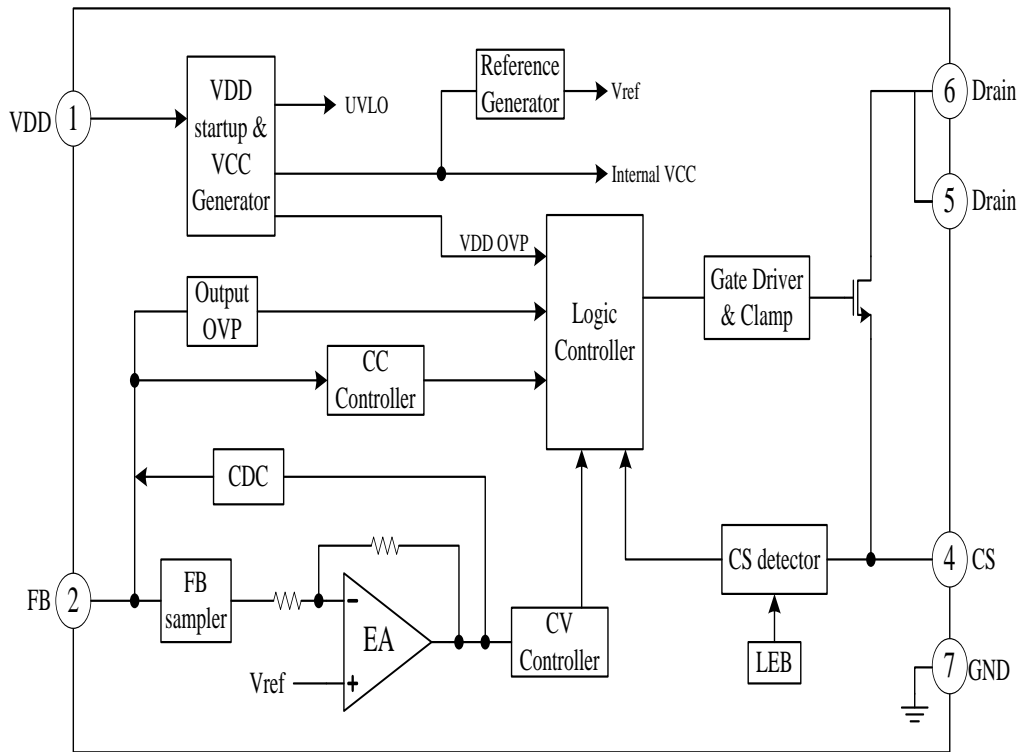 VDD
1
VDD
startup &
VCC
Generator
UVLO
Reference
Generator
Vref
Internal VCC
VDD OVP
6
Drain
5
Drain
Output
OVP
CC
Controller
Logic
Controller
Gate Driver
& Clamp
CDC
FB
2
FB
sampler
EA
-
+
Vref
CV
Controller
CS detector
LEB
4
CS
7
GND